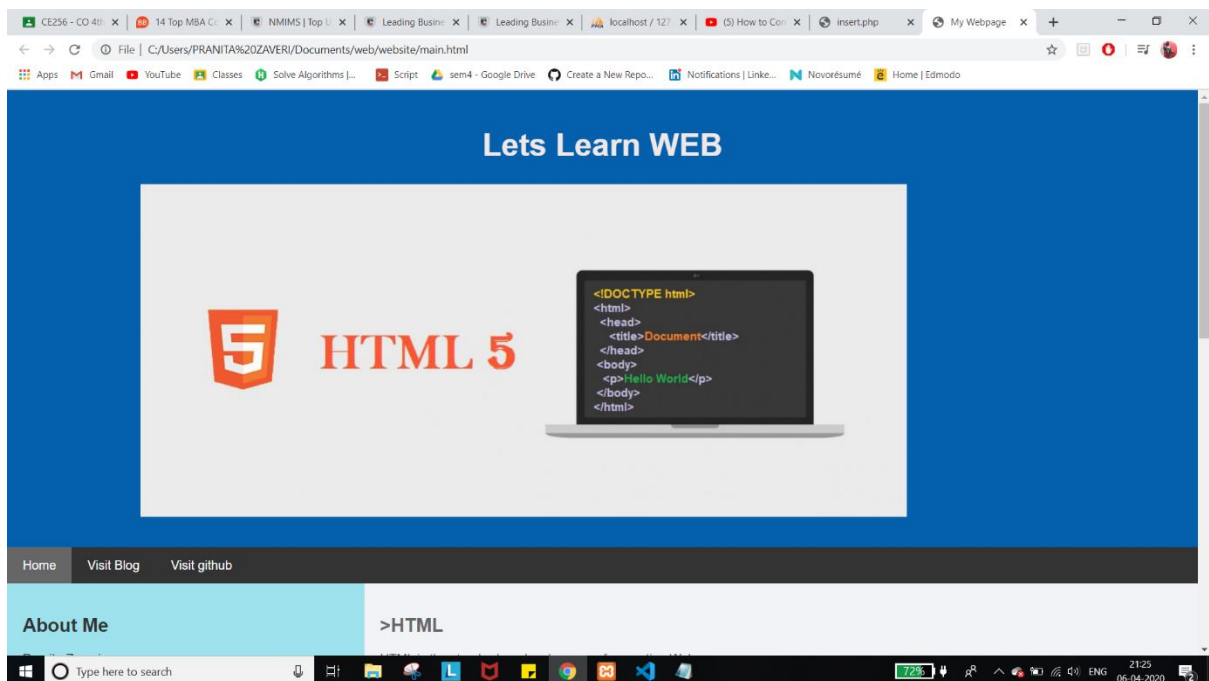 CE256 - CO 4th
14 Top MBA Co
NMIMS | Top U
Leading Busine
Leading Busine
localhost / 127
(5) How to Con
insert.php
My Webpage
File | C:/Users/PRANITA%20ZAVERI/Documents/web/website/main.html
Apps Gmail YouTube Classes Solve Algorithms |... Script sem4 - Google Drive Create a New Repo... Notifications | Linke... Novorésumé Home | Edmodo
Lets Learn WEB
5
HTML 5
<!DOCTYPE html>
<html>
<head>
<title>Document</title>
</head>
<body>
<p>Hello World</p>
</body>
</html>
Home Visit Blog Visit github
About Me
>HTML
Type here to search
72%
ENG
21:25
06-04-2020
2